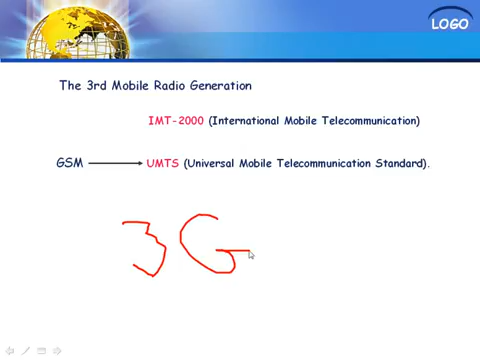 LOGO
The 3rd Mobile Radio Generation
IMT-2000 (International Mobile Telecommunication)
GSM UMTS (Universal Mobile Telecommunication Standard).
3G